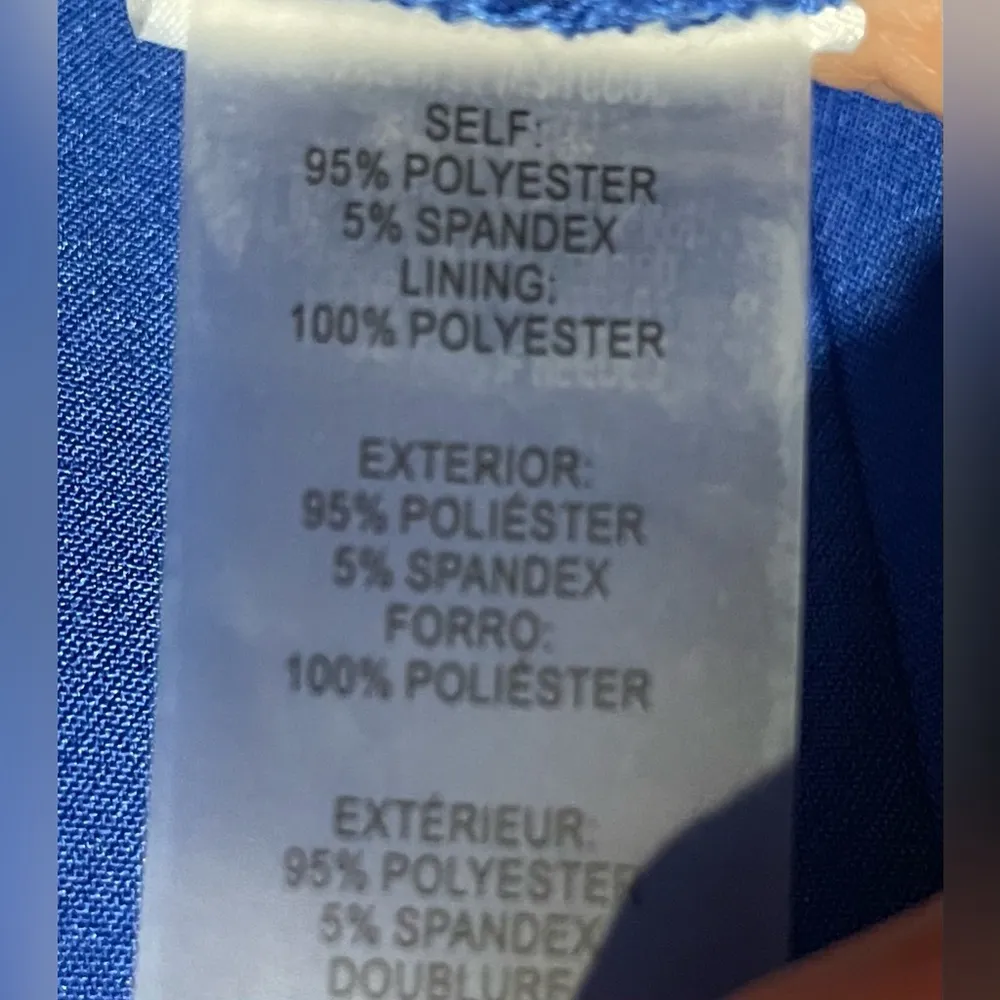 SELF:
95% POLYESTER
5% SPANDEX
LINING:
100% POLYESTER
EXTERIOR:
95% POLIÉSTER
5% SPANDEX
FORRO:
100% POLIÉSTER
EXTÉRIEUR:
95% POLYESTER
5% SPANDEX
DOUBLURE